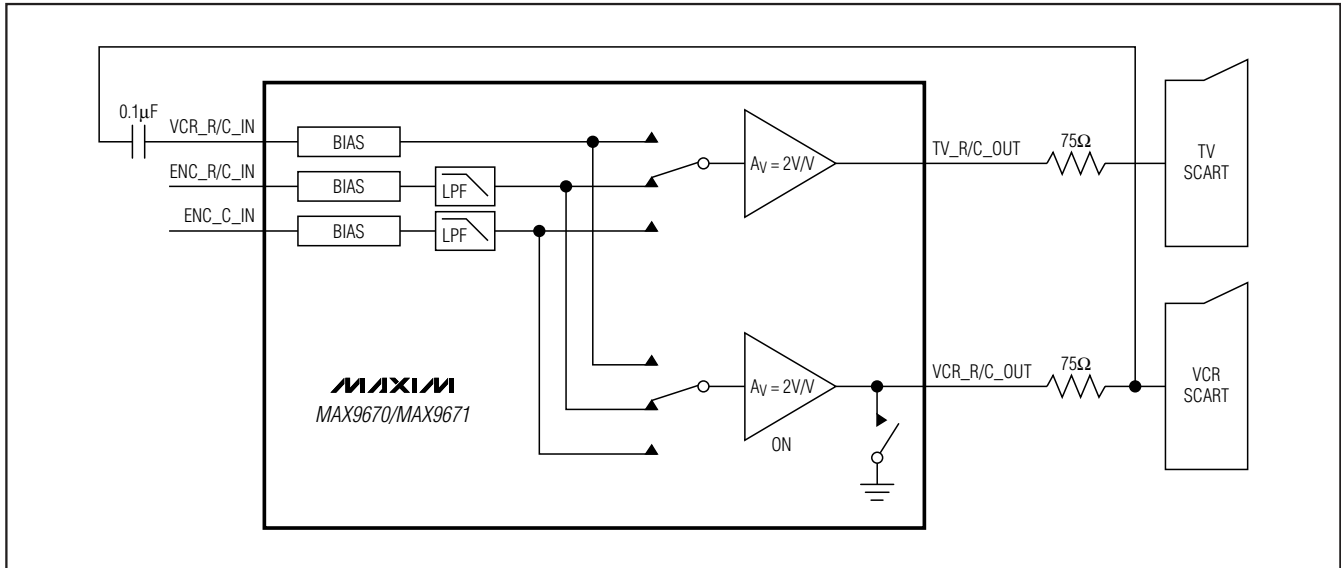 0.1µF
VCR_R/C_IN
BIAS
ENC_R/C_IN
BIAS
LPF
ENC_C_IN
BIAS
LPF
AV = 2V/V
TV_R/C_OUT
75Ω
TV
SCART
MAXIM
MAX9670/MAX9671
AV = 2V/V
ON
VCR_R/C_OUT
75Ω
VCR
SCART